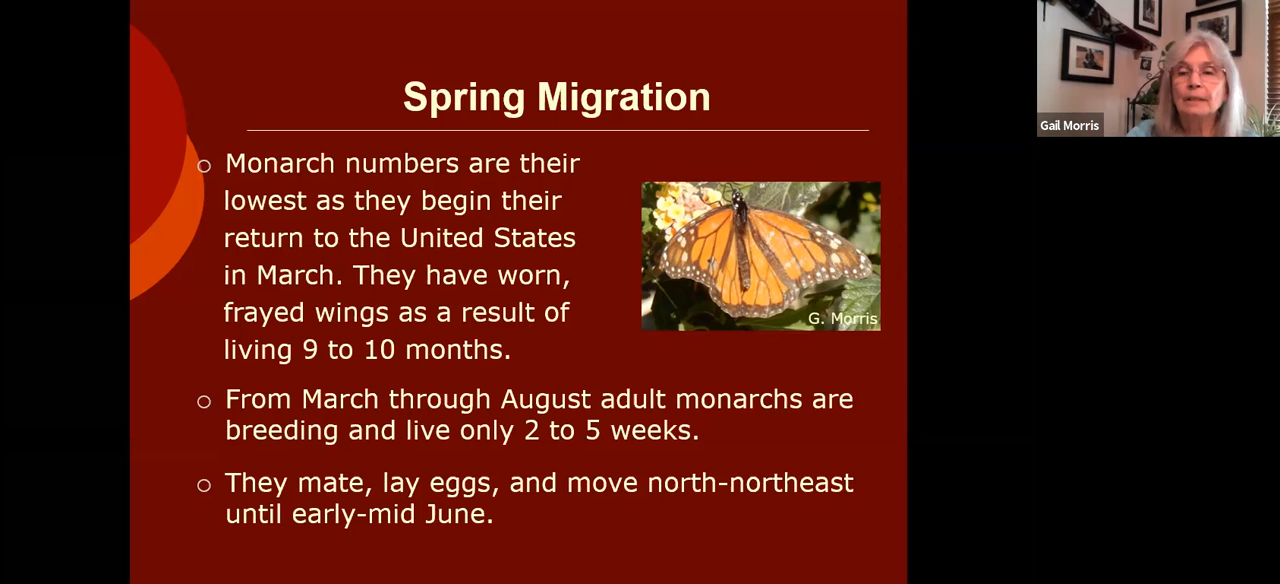 Spring Migration
Monarch numbers are their
lowest as they begin their
return to the United States
in March. They have worn,
frayed wings as a result of
living 9 to 10 months.
G. Morris
From March through August adult monarchs are
breeding and live only 2 to 5 weeks.
They mate, lay eggs, and move north-northeast
until early-mid June.
Gail Morris